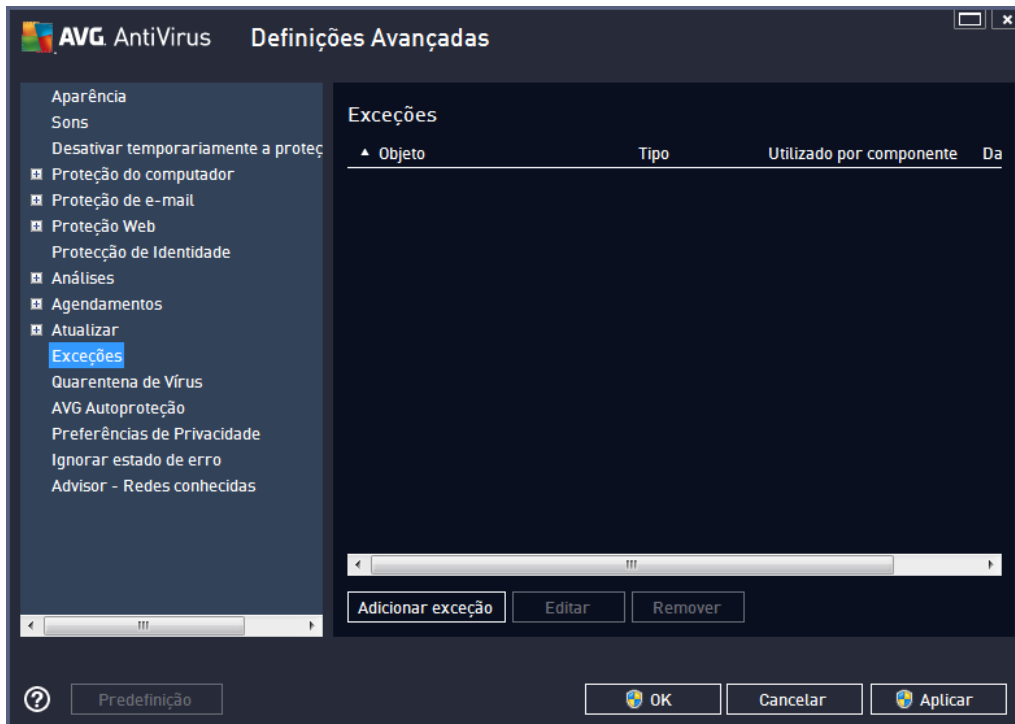 AVG. AntiVirus Definições Avançadas
Aparência
Sons
Desativar temporariamente a proteç
Proteção do computador
Proteção de e-mail
Proteção Web
Protecção de Identidade
Análises
Agendamentos
Atualizar
Exceções
Quarentena de Vírus
AVG Autoproteção
Preferências de Privacidade
Ignorar estado de erro
Advisor - Redes conhecidas
Exceções
Objeto Tipo Utilizado por componente Da
Adicionar exceção Editar Remover
? Predefinição OK Cancelar Aplicar